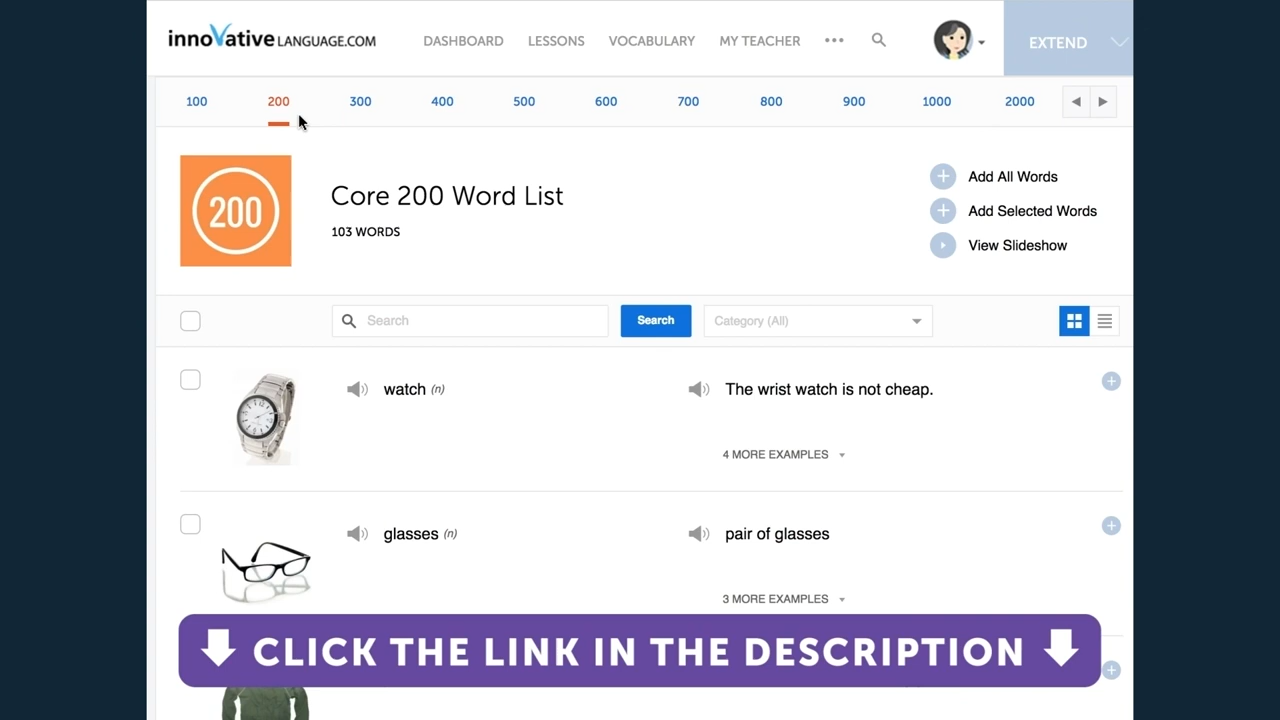 innoVative LANGUAGE.COM
DASHBOARD LESSONS VOCABULARY MY TEACHER EXTEND
100 200 300 400 500 600 700 800 900 1000 2000
200
Core 200 Word List
103 WORDS
Add All Words
Add Selected Words
View Slideshow
Search Search Category (All)
watch (n) The wrist watch is not cheap.
4 MORE EXAMPLES
glasses (n) pair of glasses
3 MORE EXAMPLES
CLICK THE LINK IN THE DESCRIPTION